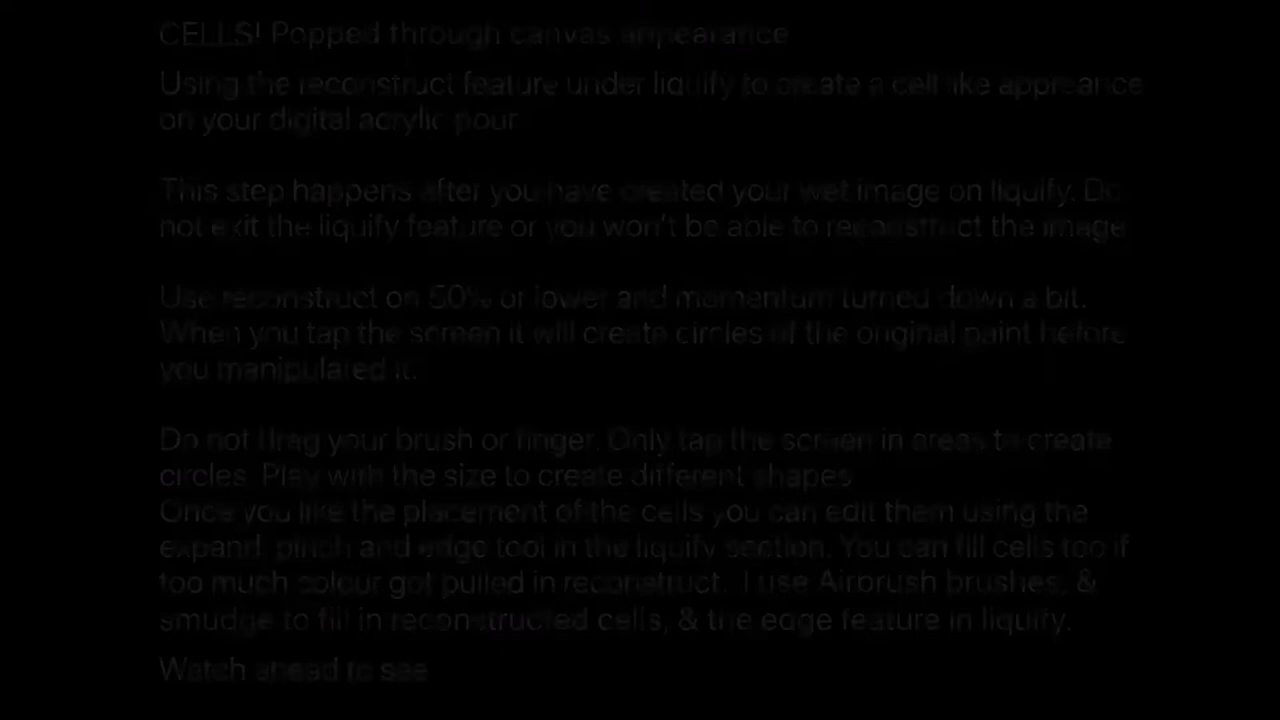 CELLS! Popped through canvas appearance
Using the reconstruct feature under liquify to create a cell like apprearance
on your digital acrylic pour
This step happens after you have created your wet image on liquify. Do
not exit the liquify feature or you won't be able to reconstruct the image
Use reconstruct on 50% or lower and momentum turned down a bit.
When you tap the screen it will create circles of the original paint before
you manipulated it.
Do not drag your brush or finger. Only tap the screen in areas to create
circles. Play with the size to create different shapes
Once you like the placement of the cells you can edit them using the
expand, pinch and edge tool in the liquify section. You can fill cells too if
too much colour got pulled in reconstruct. I use Airbrush brushes, &
smudge to fill in reconstructed cells, & the edge feature in liquify.
Watch ahead to see